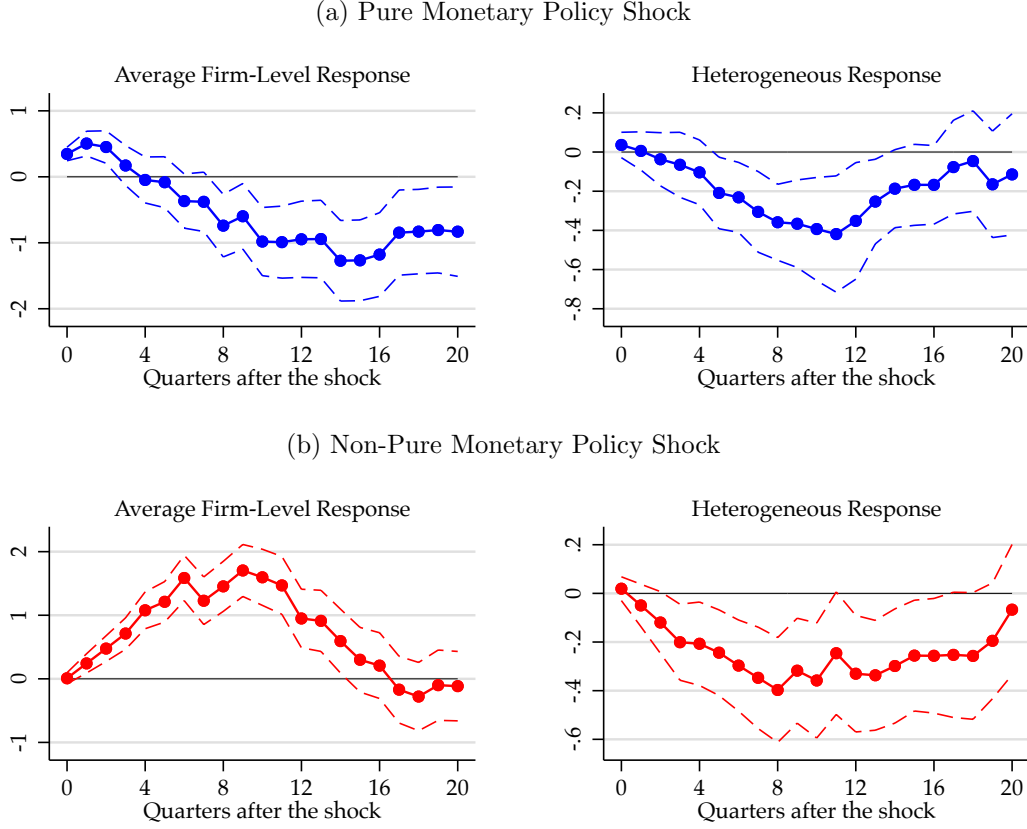 (a) Pure Monetary Policy Shock
Average Firm-Level Response
1
0
-1
-2
0 4 8 12 16 20
Quarters after the shock
Heterogeneous Response
.2
0
-.2
-.4
-.6
-.8
0 4 8 12 16 20
Quarters after the shock
(b) Non-Pure Monetary Policy Shock
Average Firm-Level Response
2
1
0
-1
0 4 8 12 16 20
Quarters after the shock
Heterogeneous Response
.2
0
-.2
-.4
-.6
0 4 8 12 16 20
Quarters after the shock